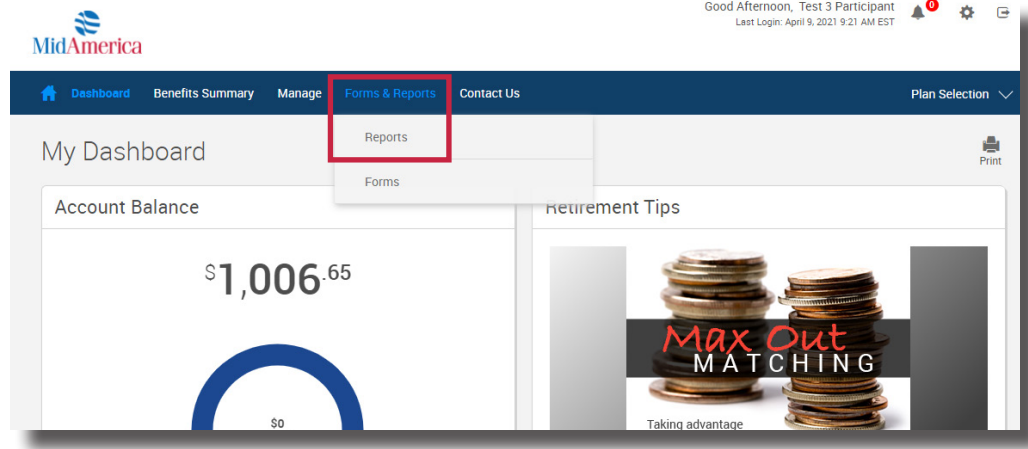 Good Afternoon, Test 3 Participant
Last Login: April 9, 2021 9:21 AM EST
0
MidAmerica
Dashboard Benefits Summary Manage Forms & Reports Contact Us Plan Selection
Reports
Forms
My Dashboard
Print
Account Balance
$1,006.65
$0
Retirement Tips
Max Out
MATCHING
Taking advantage